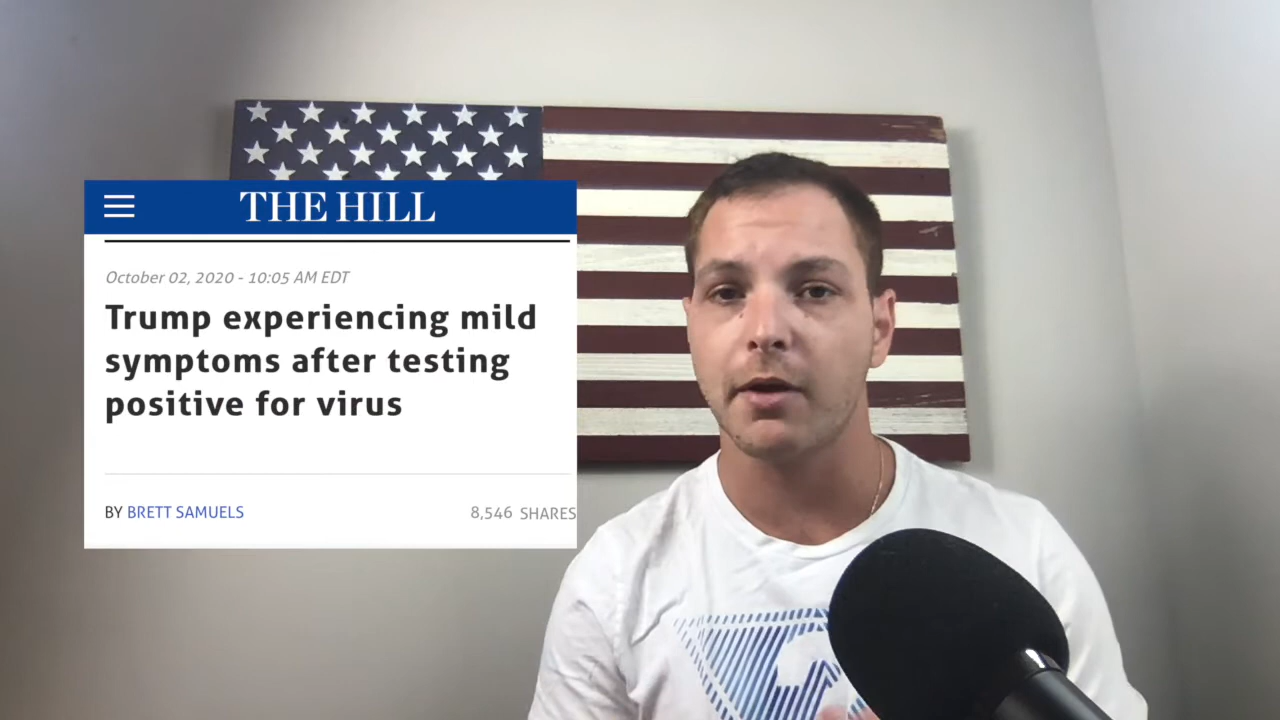 THE HILL
October 02, 2020 - 10:05 AM EDT
Trump experiencing mild
symptoms after testing
positive for virus
BY BRETT SAMUELS 8,546 SHARES